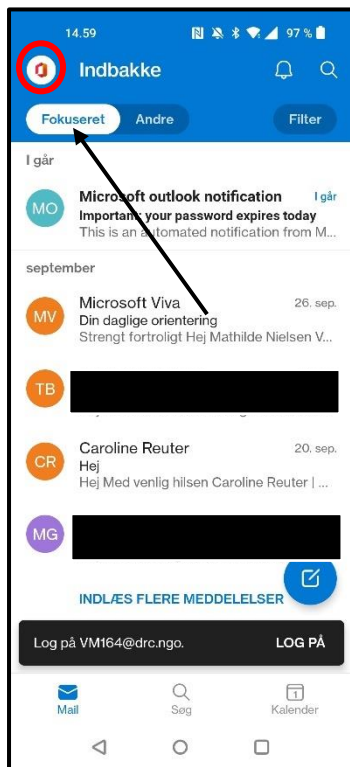 14.59 97 %
Indbakke
Fokuseret Andre Filter
I går
MO Microsoft outlook notification I går
Important: your password expires today
This is an automated notification from M...
september
MV Microsoft Viva 26. sep.
Din daglige orientering
Strengt fortroligt Hej Mathilde Nielsen V...
TB
CR Caroline Reuter 20. sep.
Hej
Hej Med venlig hilsen Caroline Reuter | ...
MG
INDLÆS FLERE MEDDELELSER
Log på VM164@drc.ngo. LOG PÅ
1
Mail Søg Kalender